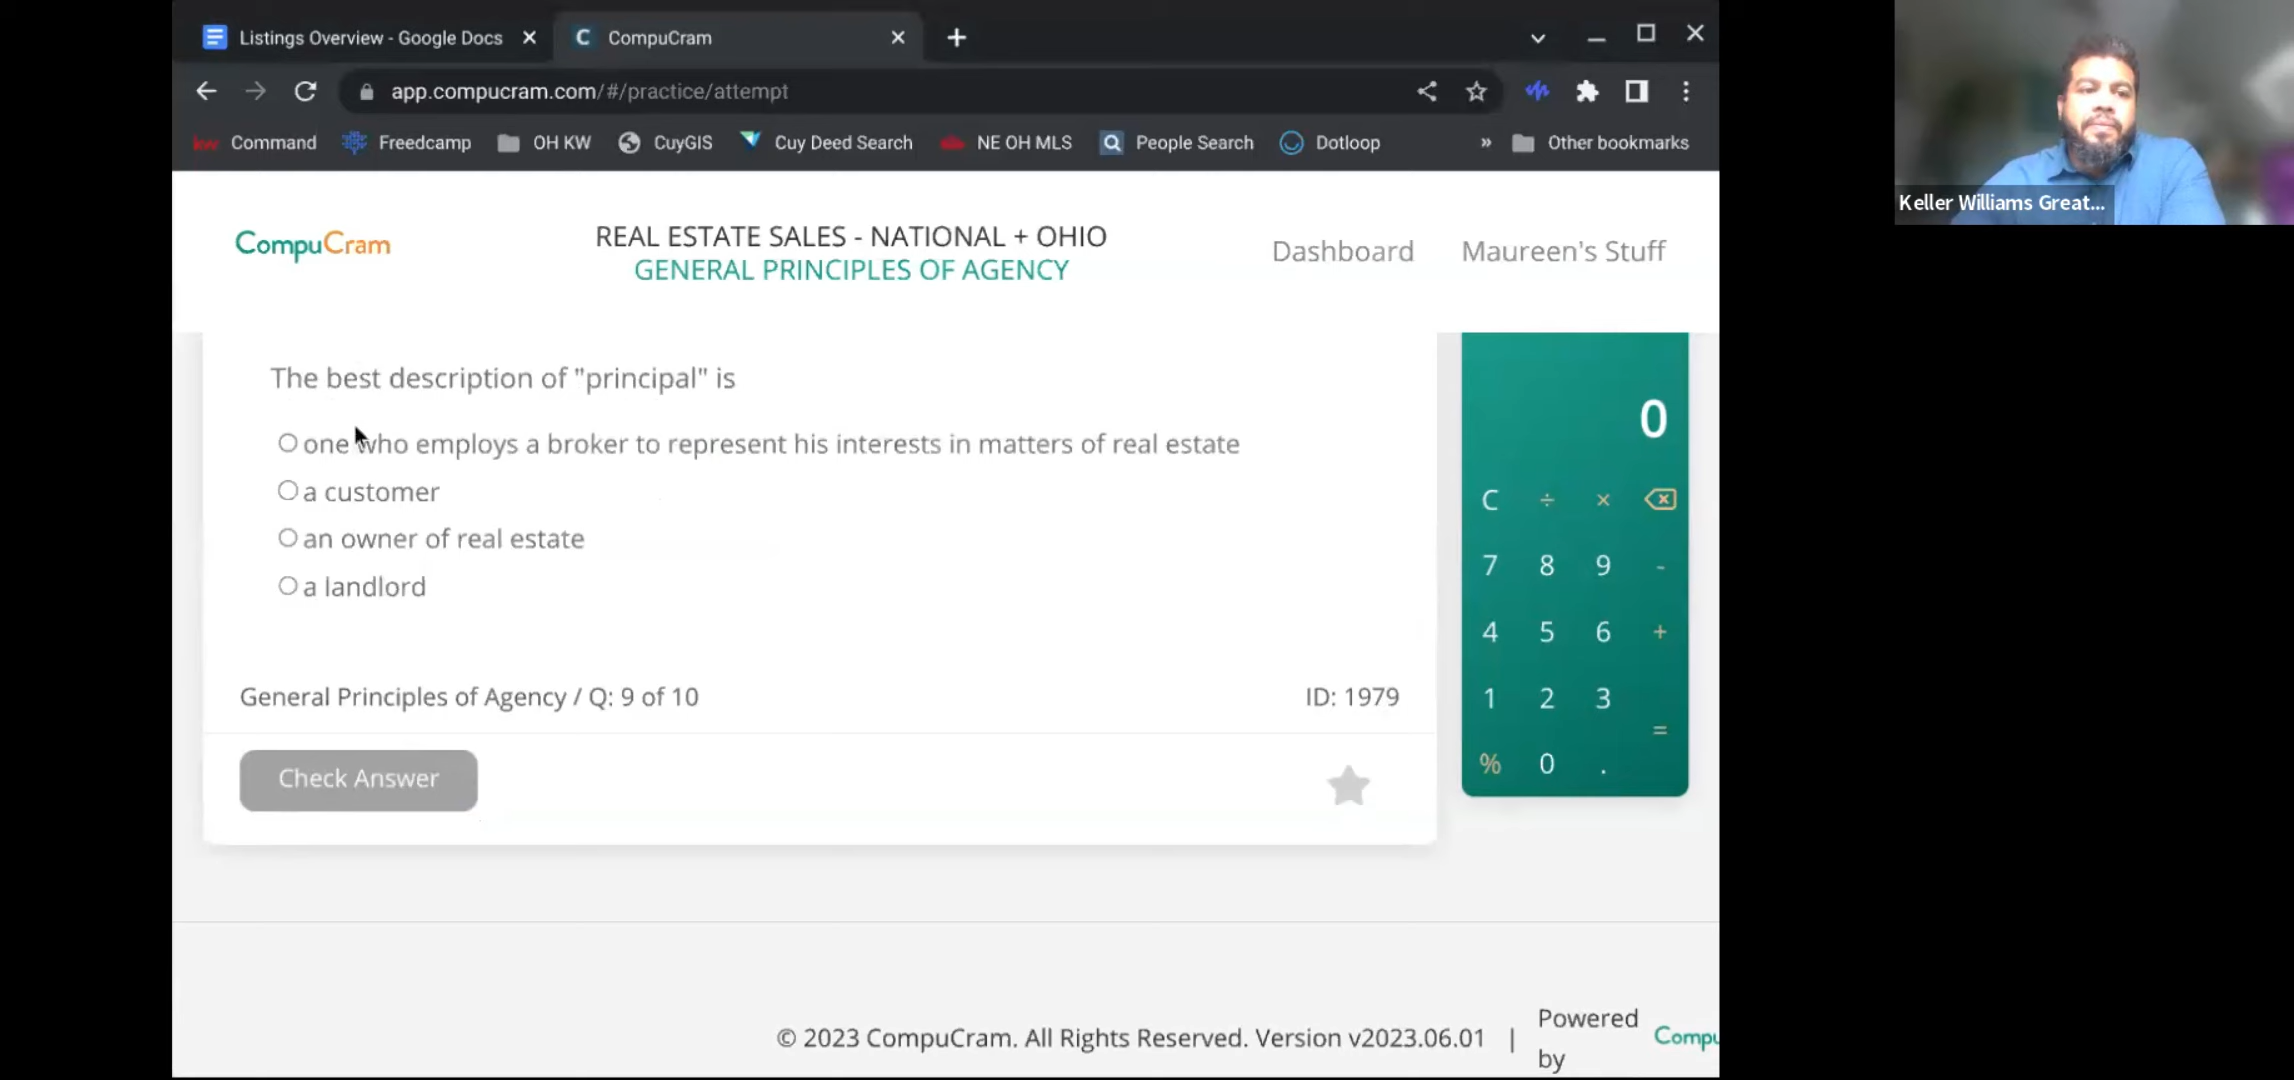 Listings Overview - Google Docs
CompuCram
app.compucram.com/#/practice/attempt
kw Command Freedcamp OH KW CuyGIS Cuy Deed Search NE OH MLS People Search Dotloop » Other bookmarks
Keller Williams Great...
CompuCram
REAL ESTATE SALES - NATIONAL + OHIO
GENERAL PRINCIPLES OF AGENCY
Dashboard Maureen's Stuff
The best description of "principal" is
one who employs a broker to represent his interests in matters of real estate
a customer
an owner of real estate
a landlord
General Principles of Agency / Q: 9 of 10 ID: 1979
Check Answer
0
C ÷ ×
7 8 9 -
4 5 6 +
1 2 3
=
% 0 .
© 2023 CompuCram. All Rights Reserved. Version v2023.06.01 | Powered by Compu